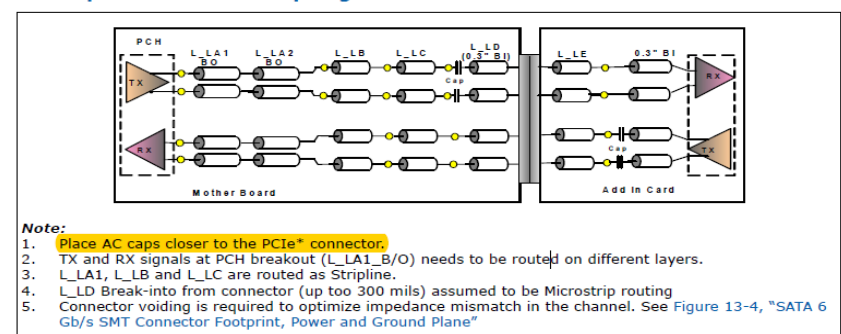 PCH
L_LA1 L_LA2 L_LB L_LC L_LD L_LE 0.3" BI
BO BO (0.3" BI)
TX
Cap
RX
RX
Cap
TX
Mother Board
Add In Card
Note:
1. Place AC caps closer to the PCIe* connector.
2. TX and RX signals at PCH breakout (L_LA1_B/O) needs to be routed on different layers.
3. L_LA1, L_LB and L_LC are routed as Stripline.
4. L_LD Break-into from connector (up too 300 mils) assumed to be Microstrip routing
5. Connector voiding is required to optimize impedance mismatch in the channel. See Figure 13-4, “SATA 6
Gb/s SMT Connector Footprint, Power and Ground Plane”